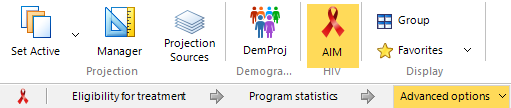 Set Active
Manager
Projection
Sources
DemProj
AIM
Group
Favorites
Projection
Demogra...
HIV
Display
Eligibility for treatment
Program statistics
Advanced options